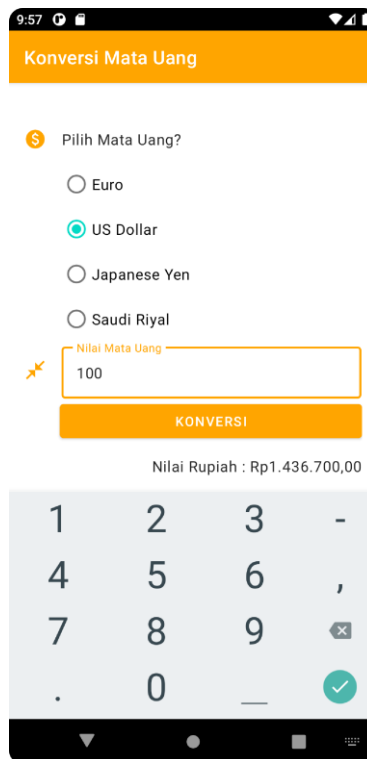 9:57
Konversi Mata Uang
Pilih Mata Uang?
Euro
US Dollar
Japanese Yen
Saudi Riyal
Nilai Mata Uang
100
KONVERSI
Nilai Rupiah : Rp1.436.700,00
1 2 3 -
4 5 6 ,
7 8 9
. 0 _